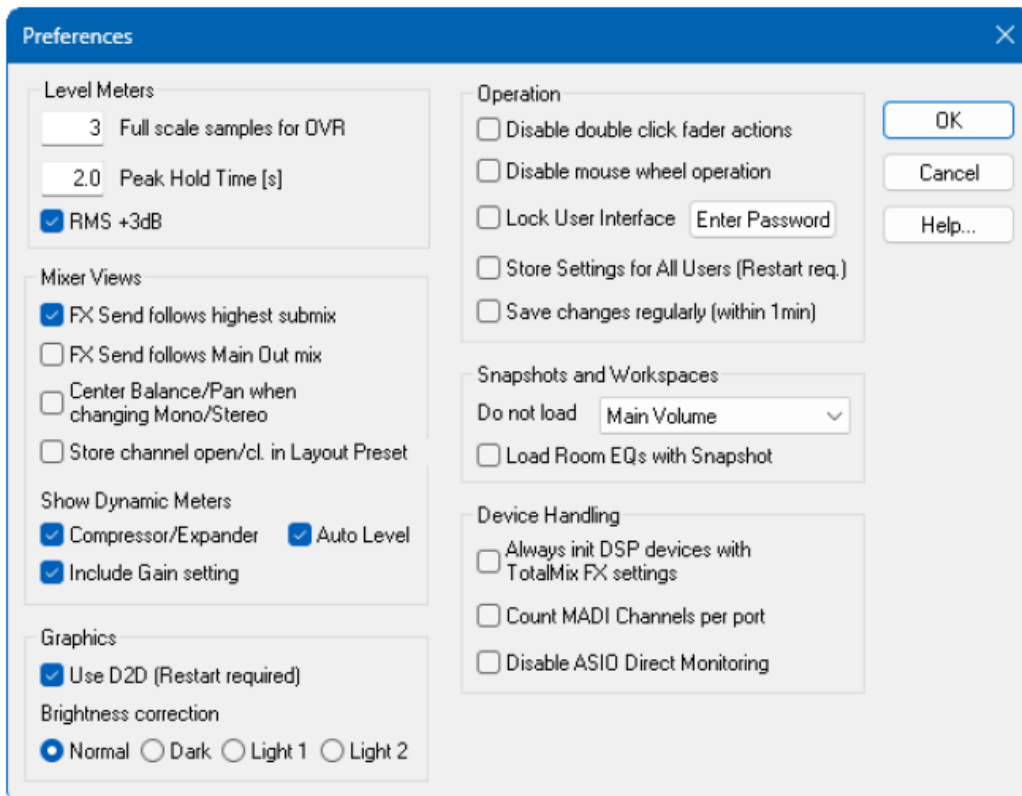 Preferences
Level Meters
3 Full scale samples for OVR
2.0 Peak Hold Time [s]
RMS +3dB
Mixer Views
FX Send follows highest submix
FX Send follows Main Out mix
Center Balance/Pan when
changing Mono/Stereo
Store channel open/cl. in Layout Preset
Show Dynamic Meters
Compressor/Expander Auto Level
Include Gain setting
Graphics
Use D2D (Restart required)
Brightness correction
Normal Dark Light 1 Light 2
Operation
Disable double click fader actions
Disable mouse wheel operation
Lock User Interface Enter Password
Store Settings for All Users (Restart req.)
Save changes regularly (within 1min)
Snapshots and Workspaces
Do not load Main Volume
Load Room EQs with Snapshot
Device Handling
Always init DSP devices with
TotalMix FX settings
Count MADI Channels per port
Disable ASIO Direct Monitoring
OK
Cancel
Help...